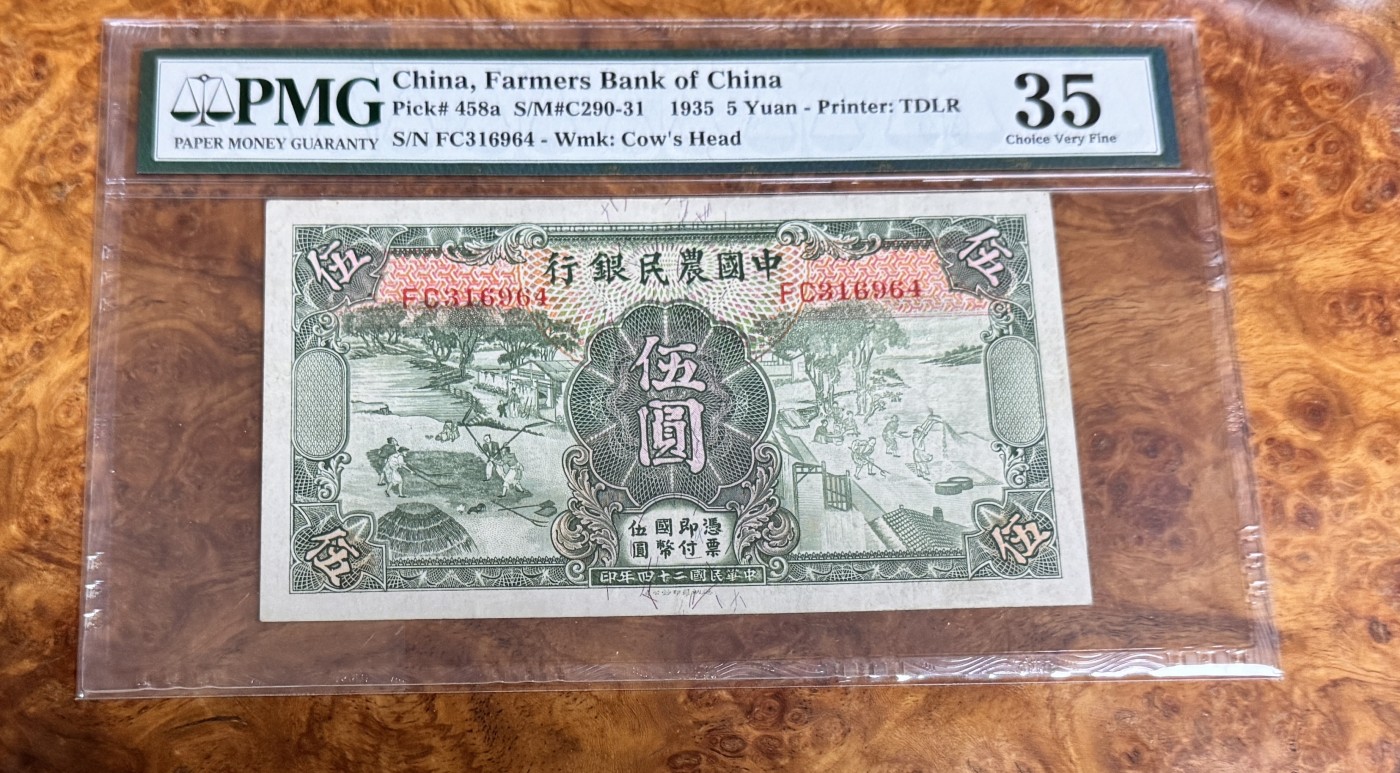 PMG
PAPER MONEY GUARANTY
China, Farmers Bank of China
Pick# 458a S/M#C290-31 1935 5 Yuan - Printer: TDLR
S/N FC316964 - Wmk: Cow's Head
35
Choice Very Fine
伍 伍
行銀民農國中
FC316964 FC316964
伍圓
憑票即付國幣伍圓
伍 伍
印年四十二國民華中